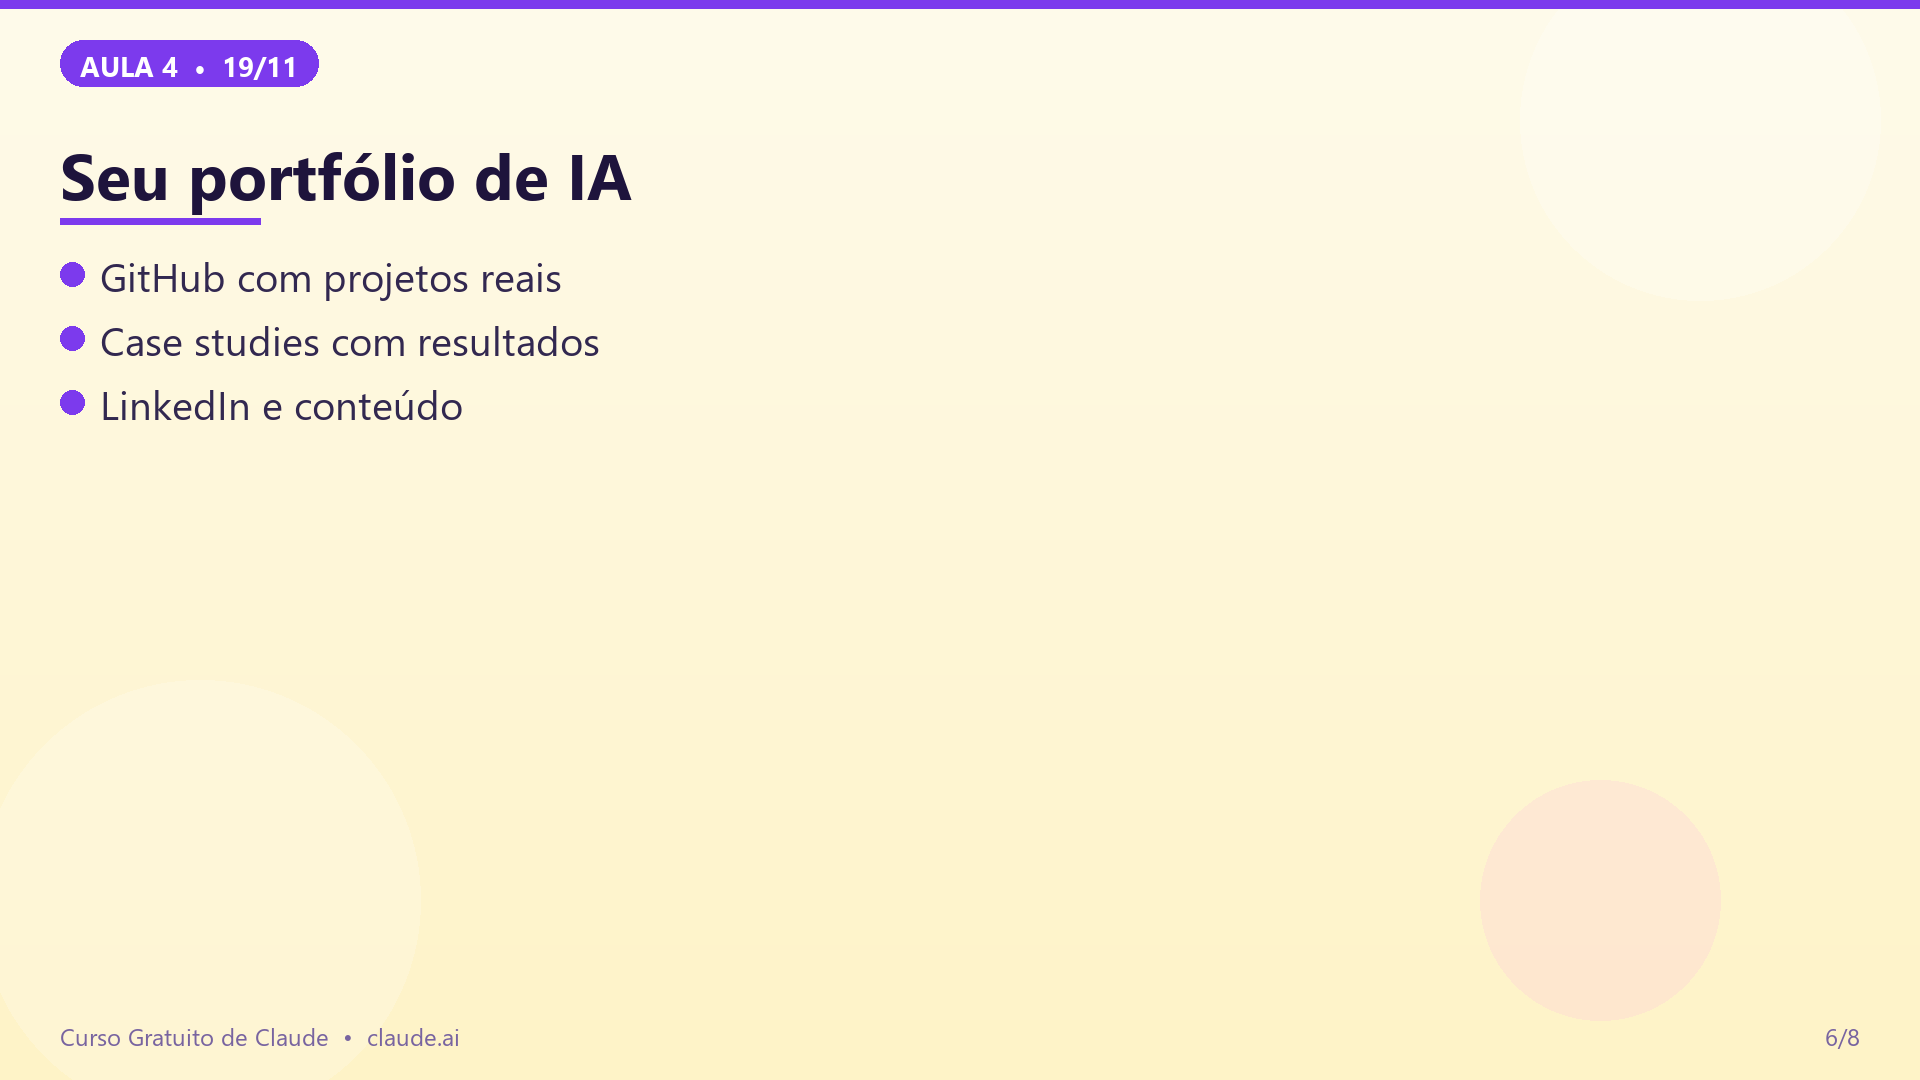 AULA 4 • 19/11
Seu portfólio de IA
GitHub com projetos reais
Case studies com resultados
LinkedIn e conteúdo
Curso Gratuito de Claude • claude.ai
6/8